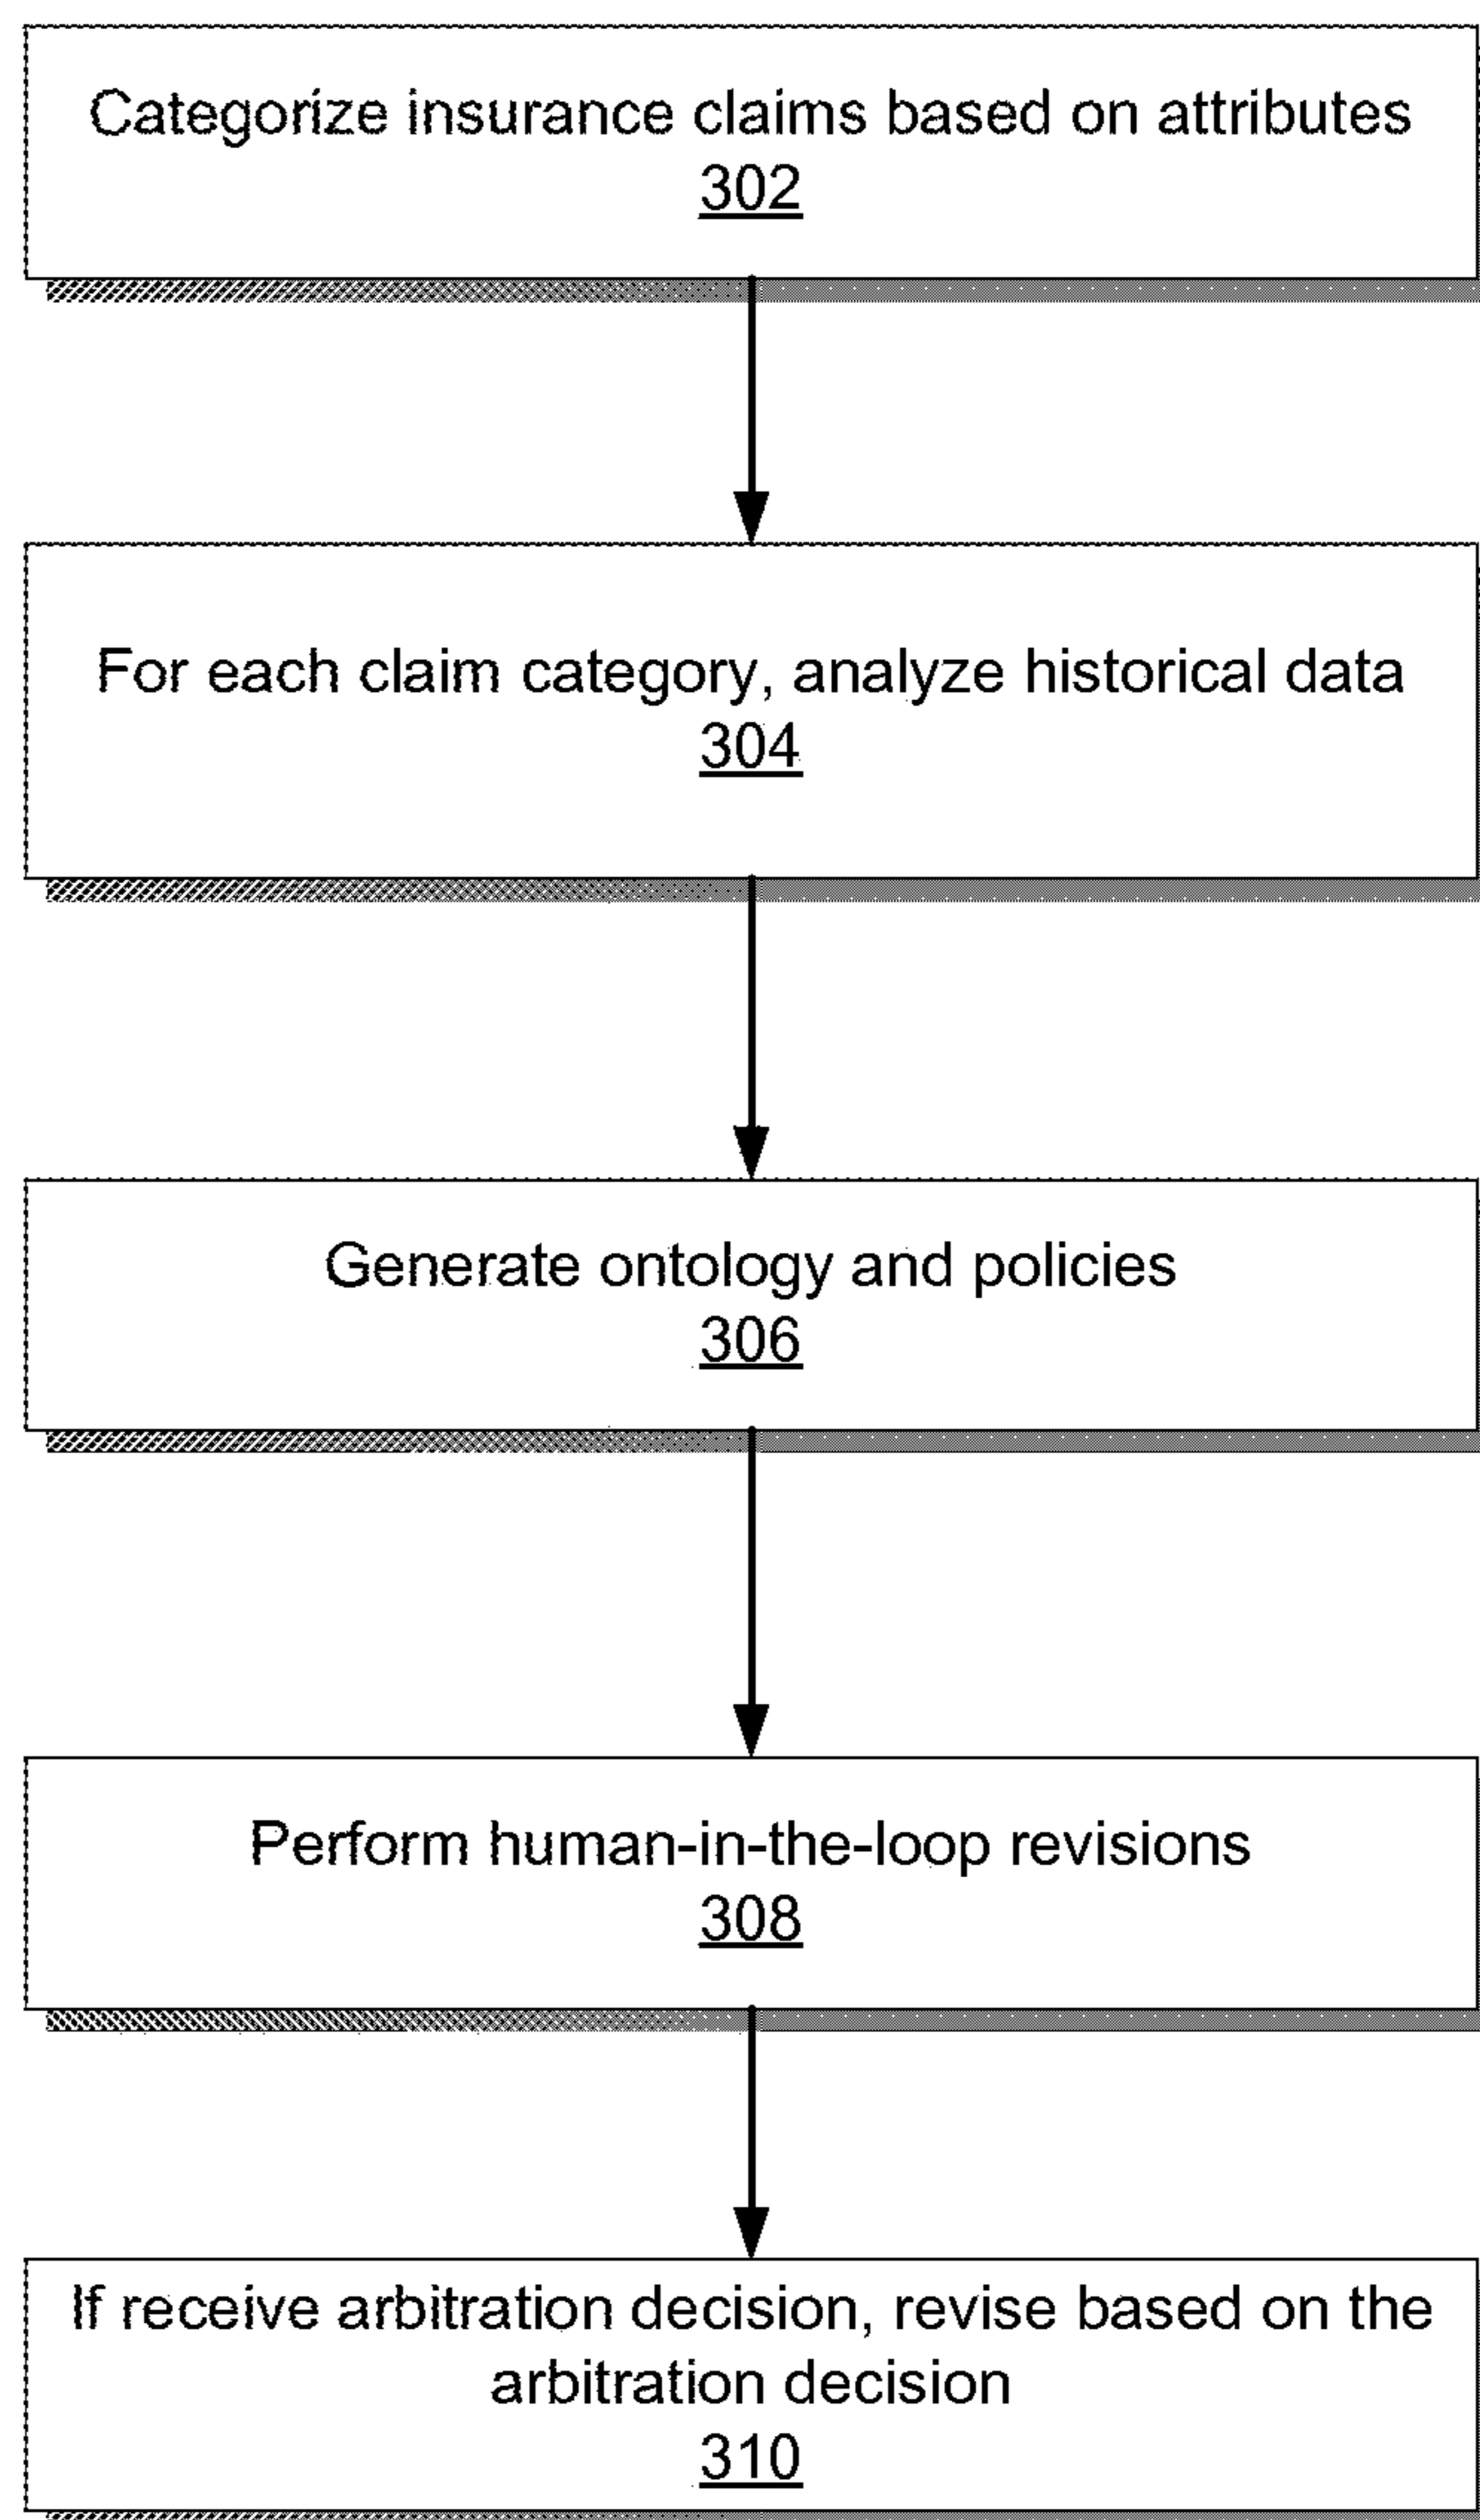 Categorize insurance claims based on attributes
302
For each claim category, analyze historical data
304
Generate ontology and policies
306
Perform human-in-the-loop revisions
308
If receive arbitration decision, revise based on the
arbitration decision
310